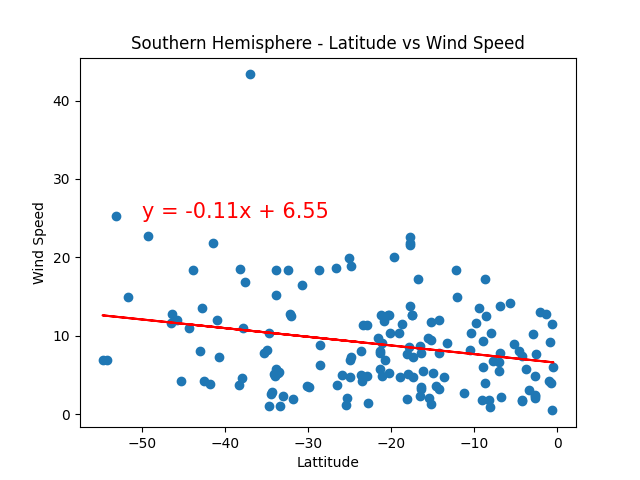 Southern Hemisphere - Latitude vs Wind Speed
40
30
20
10
0
Wind Speed
y = -0.11x + 6.55
−50
−40
−30
−20
−10
0
Lattitude